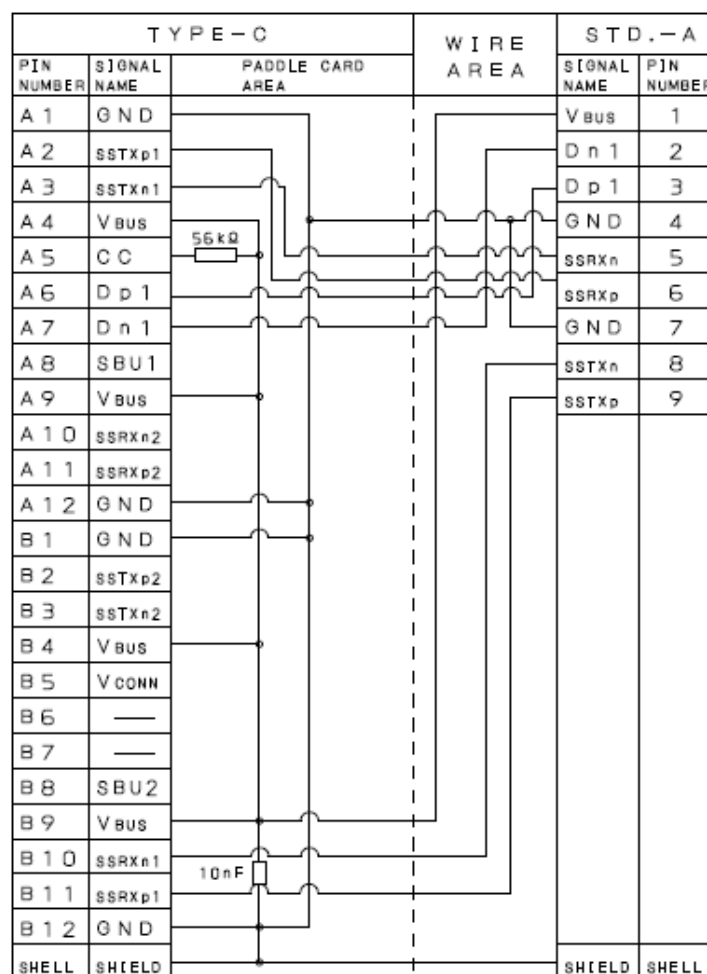 TYPE-C WIRE AREA STD.-A
PIN NUMBER SIGNAL NAME PADDLE CARD AREA SIGNAL NAME PIN NUMBER
A1 GND VBUS 1
A2 SSTXp1 Dn1 2
A3 SSTXn1 Dp1 3
A4 VBUS GND 4
A5 CC 56kΩ SSRXn 5
A6 Dp1 SSRXp 6
A7 Dn1 GND 7
A8 SBU1 SSTXn 8
A9 VBUS SSTXp 9
A10 SSRXn2
A11 SSRXp2
A12 GND
B1 GND
B2 SSTXp2
B3 SSTXn2
B4 VBUS
B5 VCONN
B6 —
B7 —
B8 SBU2
B9 VBUS
B10 SSRXn1 10nF
B11 SSRXp1
B12 GND
SHELL SHIELD SHIELD SHELL